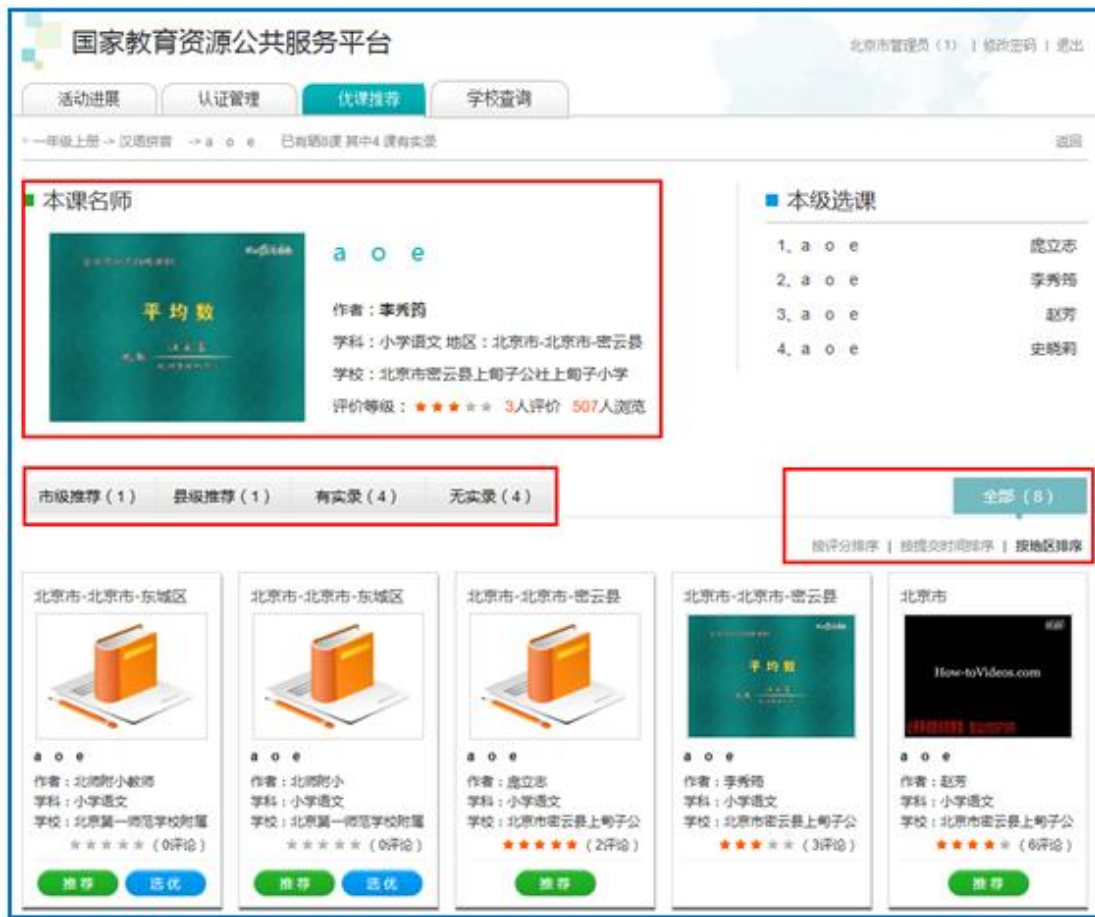 国家教育资源公共服务平台
北京市管理员（1） | 修改密码 | 退出
活动进展 认证管理 优课推荐 学校查询
一年级上册 -> 汉语拼音 -> a o e 已有晒8课 其中4 课有实录 返回
本课名师
平均数
a o e
作者：李秀筠
学科：小学语文 地区：北京市-北京市-密云县
学校：北京市密云县上甸子公社上甸子小学
评价等级： 3人评价 507人浏览
本级选课
1、a o e 庞立志
2、a o e 李秀筠
3、a o e 赵芳
4、a o e 史晓莉
市级推荐（1） 县级推荐（1） 有实录（4） 无实录（4）
全部（8）
按评分排序 | 按提交时间排序 | 按地区排序
北京市-北京市-东城区
a o e
作者：北师附小教师
学科：小学语文
学校：北京第一师范学校附属
（0评论）
推荐 选优
北京市-北京市-东城区
a o e
作者：北师附小
学科：小学语文
学校：北京第一师范学校附属
（0评论）
推荐 选优
北京市-北京市-密云县
a o e
作者：庞立志
学科：小学语文
学校：北京市密云县上甸子公
（2评论）
推荐
北京市-北京市-密云县
平均数
a o e
作者：李秀筠
学科：小学语文
学校：北京市密云县上甸子公
（3评论）
北京市
How-toVideos.com
a o e
作者：赵芳
学科：小学语文
学校：北京市密云县上甸子公
（6评论）
推荐